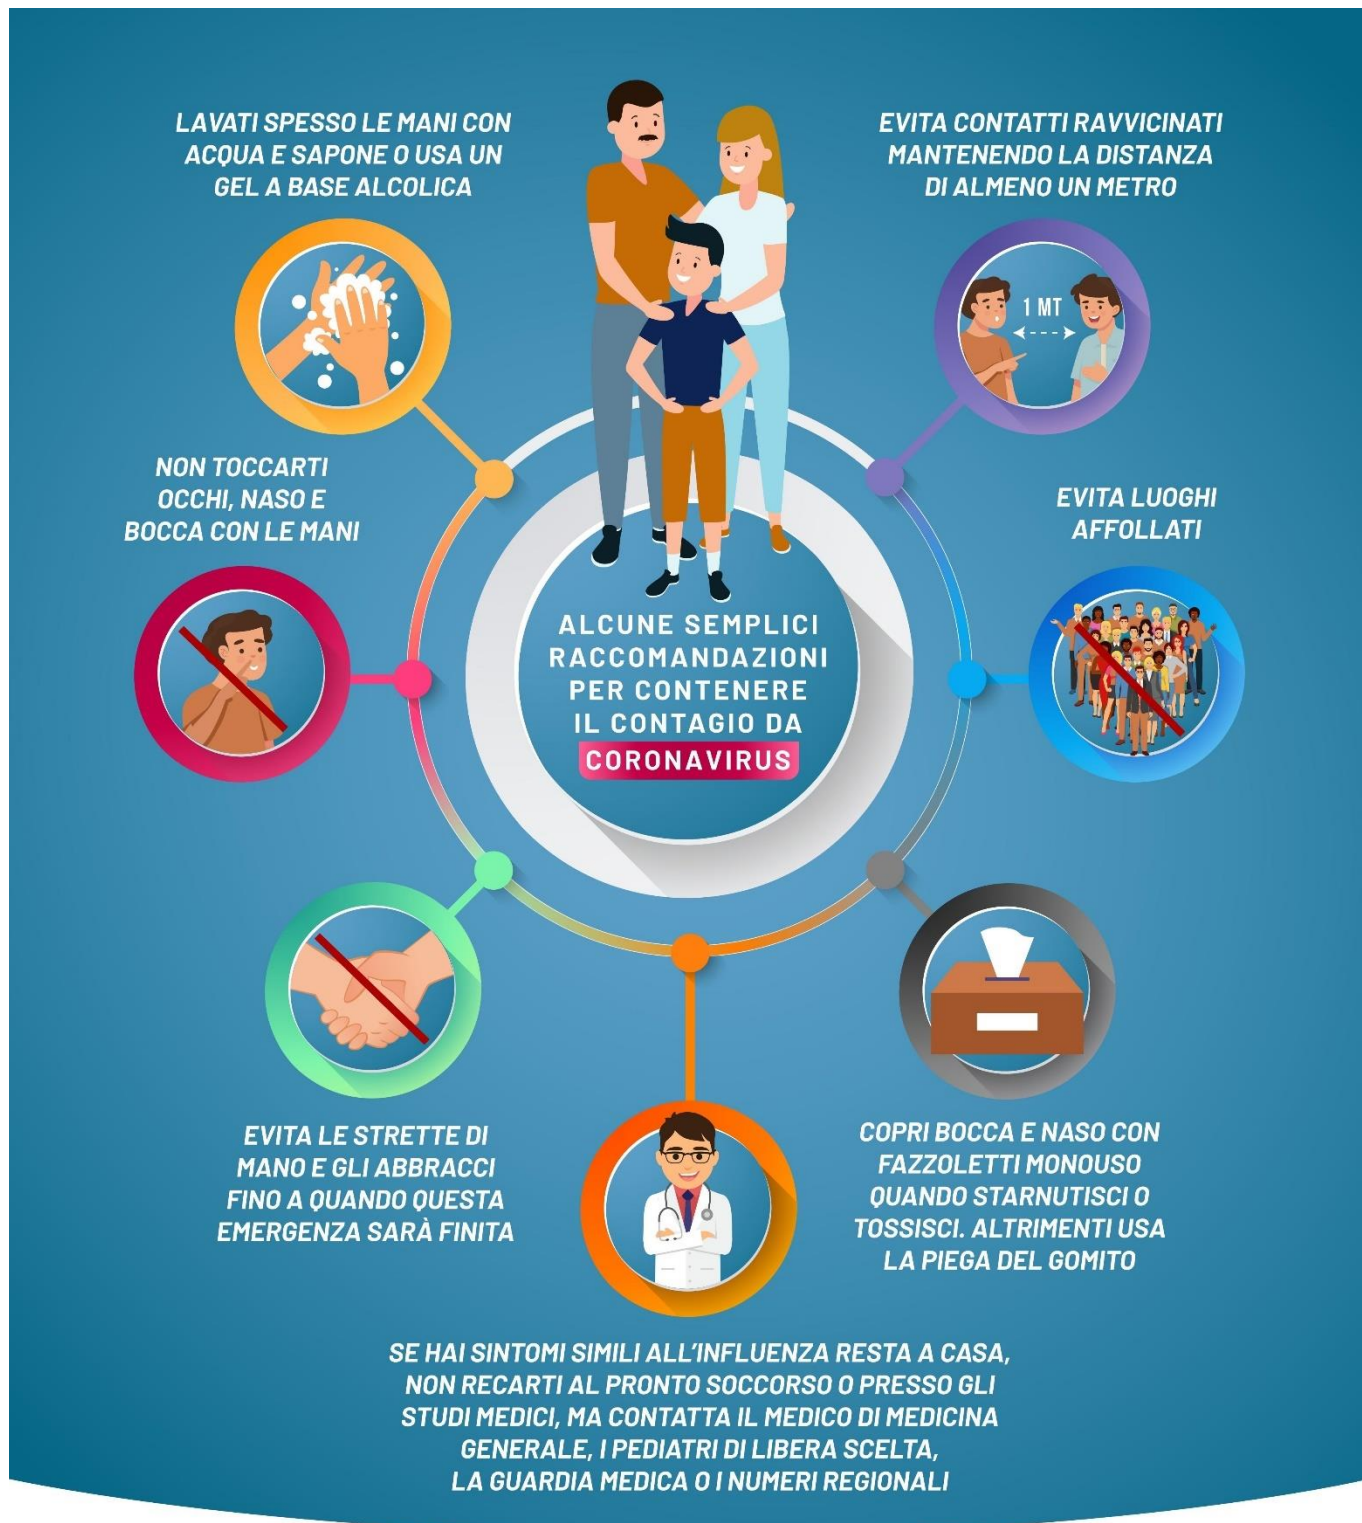 LAVATI SPESSO LE MANI CON
ACQUA E SAPONE O USA UN
GEL A BASE ALCOLICA
EVITA CONTATTI RAVVICINATI
MANTENENDO LA DISTANZA
DI ALMENO UN METRO
1 MT
NON TOCCARTI
OCCHI, NASO E
BOCCA CON LE MANI
EVITA LUOGHI
AFFOLLATI
ALCUNE SEMPLICI
RACCOMANDAZIONI
PER CONTENERE
IL CONTAGIO DA
CORONAVIRUS
EVITA LE STRETTE DI
MANO E GLI ABBRACCI
FINO A QUANDO QUESTA
EMERGENZA SARÀ FINITA
COPRI BOCCA E NASO CON
FAZZOLETTI MONOUSO
QUANDO STARNUTISCI O
TOSSISCI. ALTRIMENTI USA
LA PIEGA DEL GOMITO
SE HAI SINTOMI SIMILI ALL'INFLUENZA RESTA A CASA,
NON RECARTI AL PRONTO SOCCORSO O PRESSO GLI
STUDI MEDICI, MA CONTATTA IL MEDICO DI MEDICINA
GENERALE, I PEDIATRI DI LIBERA SCELTA,
LA GUARDIA MEDICA O I NUMERI REGIONALI